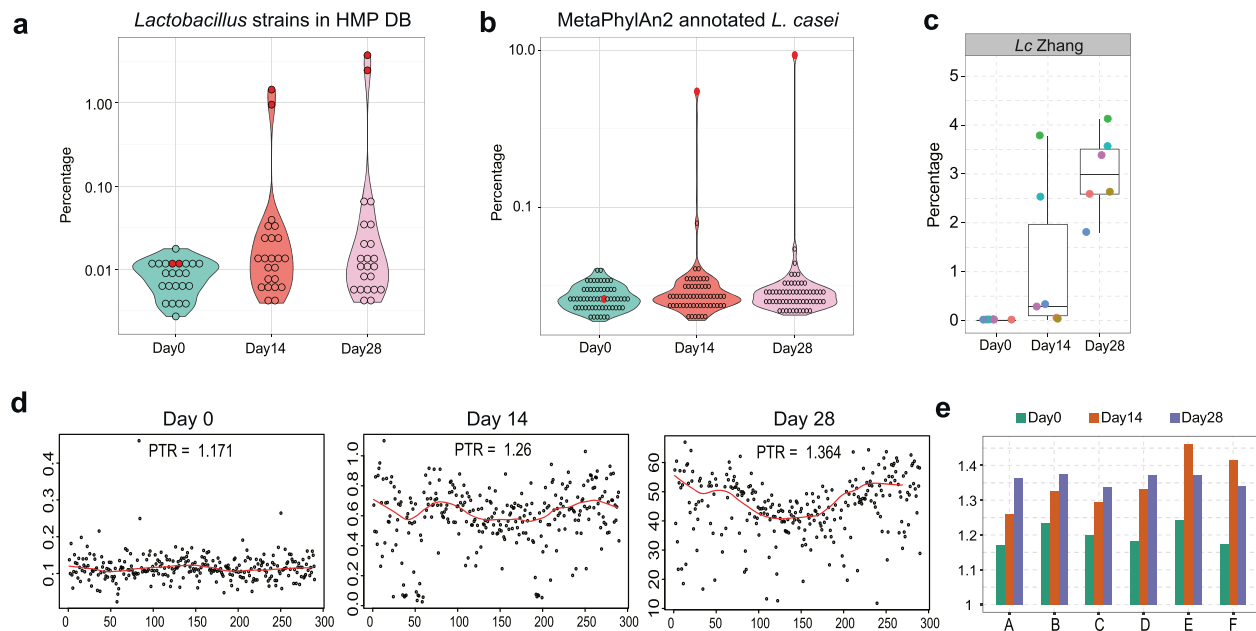 a
Lactobacillus strains in HMP DB
Percentage
1.00
0.10
0.01
Day0 Day14 Day28
b
MetaPhylAn2 annotated L. casei
Percentage
10.0
0.1
Day0 Day14 Day28
c
Lc Zhang
Percentage
5
4
3
2
1
0
Day0 Day14 Day28
d
Day 0
PTR = 1.171
0.4
0.3
0.2
0.1
0 50 100 150 200 250 300
Day 14
PTR = 1.26
1.0
0.8
0.6
0.4
0.2
0.0
0 50 100 150 200 250 300
Day 28
PTR = 1.364
60
50
40
30
20
10
0 50 100 150 200 250 300
e
Day0 Day14 Day28
1.4
1.3
1.2
1.1
1
A B C D E F